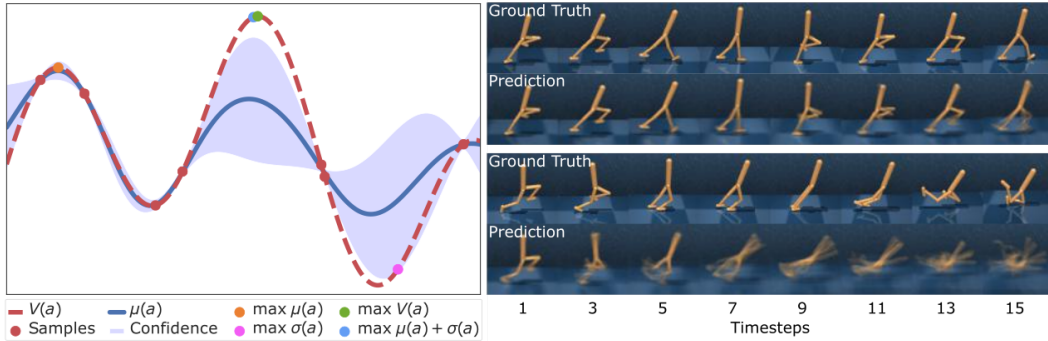 Ground Truth
Prediction
Ground Truth
Prediction
1 3 5 7 9 11 13 15
Timesteps
V(a) μ(a) max μ(a) max V(a)
Samples Confidence max σ(a) max μ(a) + σ(a)